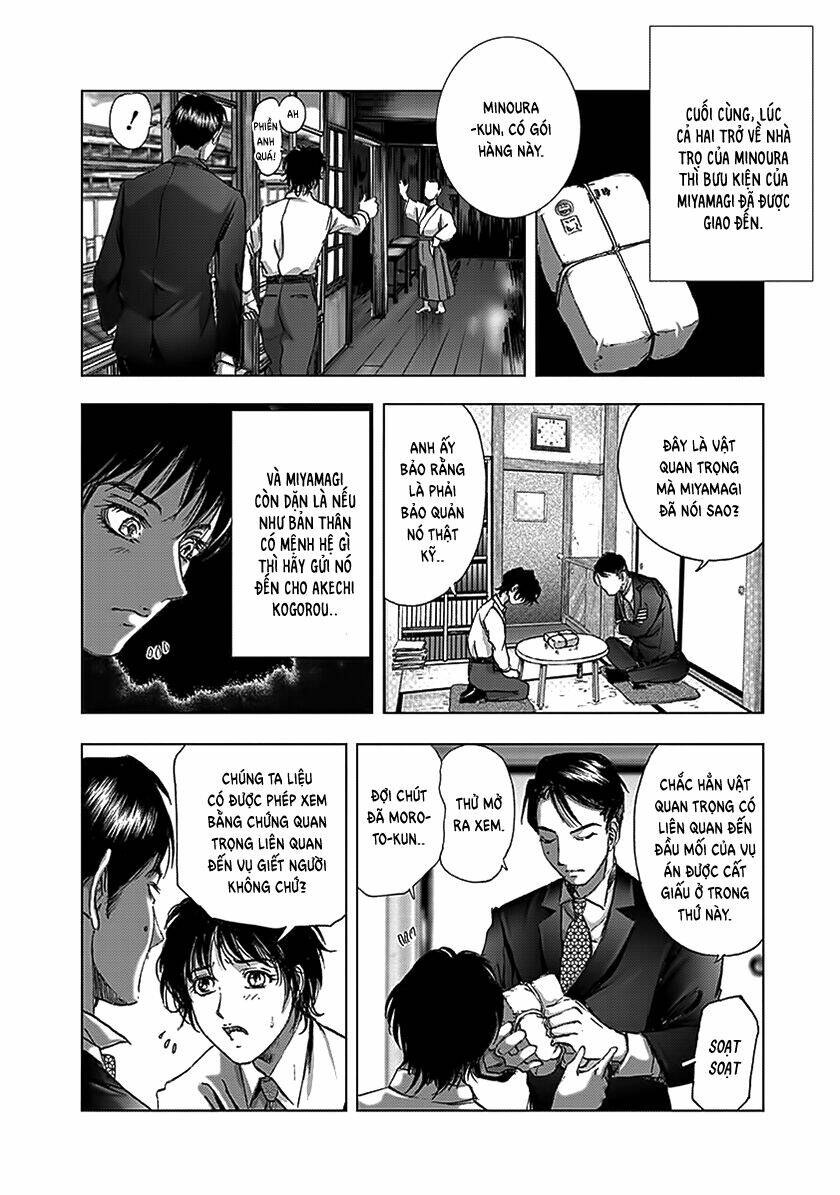 CUỐI CÙNG, LÚC
CẢ HAI TRỞ VỀ NHÀ
TRỌ CỦA MINOURA
THÌ BƯU KIỆN CỦA
MIYAMAGI ĐÃ ĐƯỢC
GIAO ĐẾN.
MINOURA
-KUN, CÓ GÓI
HÀNG NÀY.
AH
PHIỀN
ANH
QUÁ!
!
ĐÂY LÀ VẬT
QUAN TRỌNG
MÀ MIYAMAGI
ĐÃ NÓI SAO?
ANH ẤY
BẢO RẰNG
LÀ PHẢI
BẢO QUẢN
NÓ THẬT
KỸ..
VÀ MIYAMAGI
CÒN DẶN LÀ NẾU
NHƯ BẢN THÂN
CÓ MỆNH HỆ GÌ
THÌ HÃY GỬI NÓ
ĐẾN CHO AKECHI
KOGOROU..
CHẮC HẲN VẬT
QUAN TRỌNG CÓ
LIÊN QUAN ĐẾN
ĐẦU MỐI CỦA VỤ
ÁN ĐƯỢC CẤT
GIẤU Ở TRONG
THỨ NÀY.
THỬ MỞ
RA XEM.
ĐỢI CHÚT
ĐÃ MORO-
TO-KUN..
SOẠT
SOẠT
CHÚNG TA LIỆU
CÓ ĐƯỢC PHÉP XEM
BẰNG CHỨNG QUAN
TRỌNG LIÊN QUAN
ĐẾN VỤ GIẾT NGƯỜI
KHÔNG CHỨ?